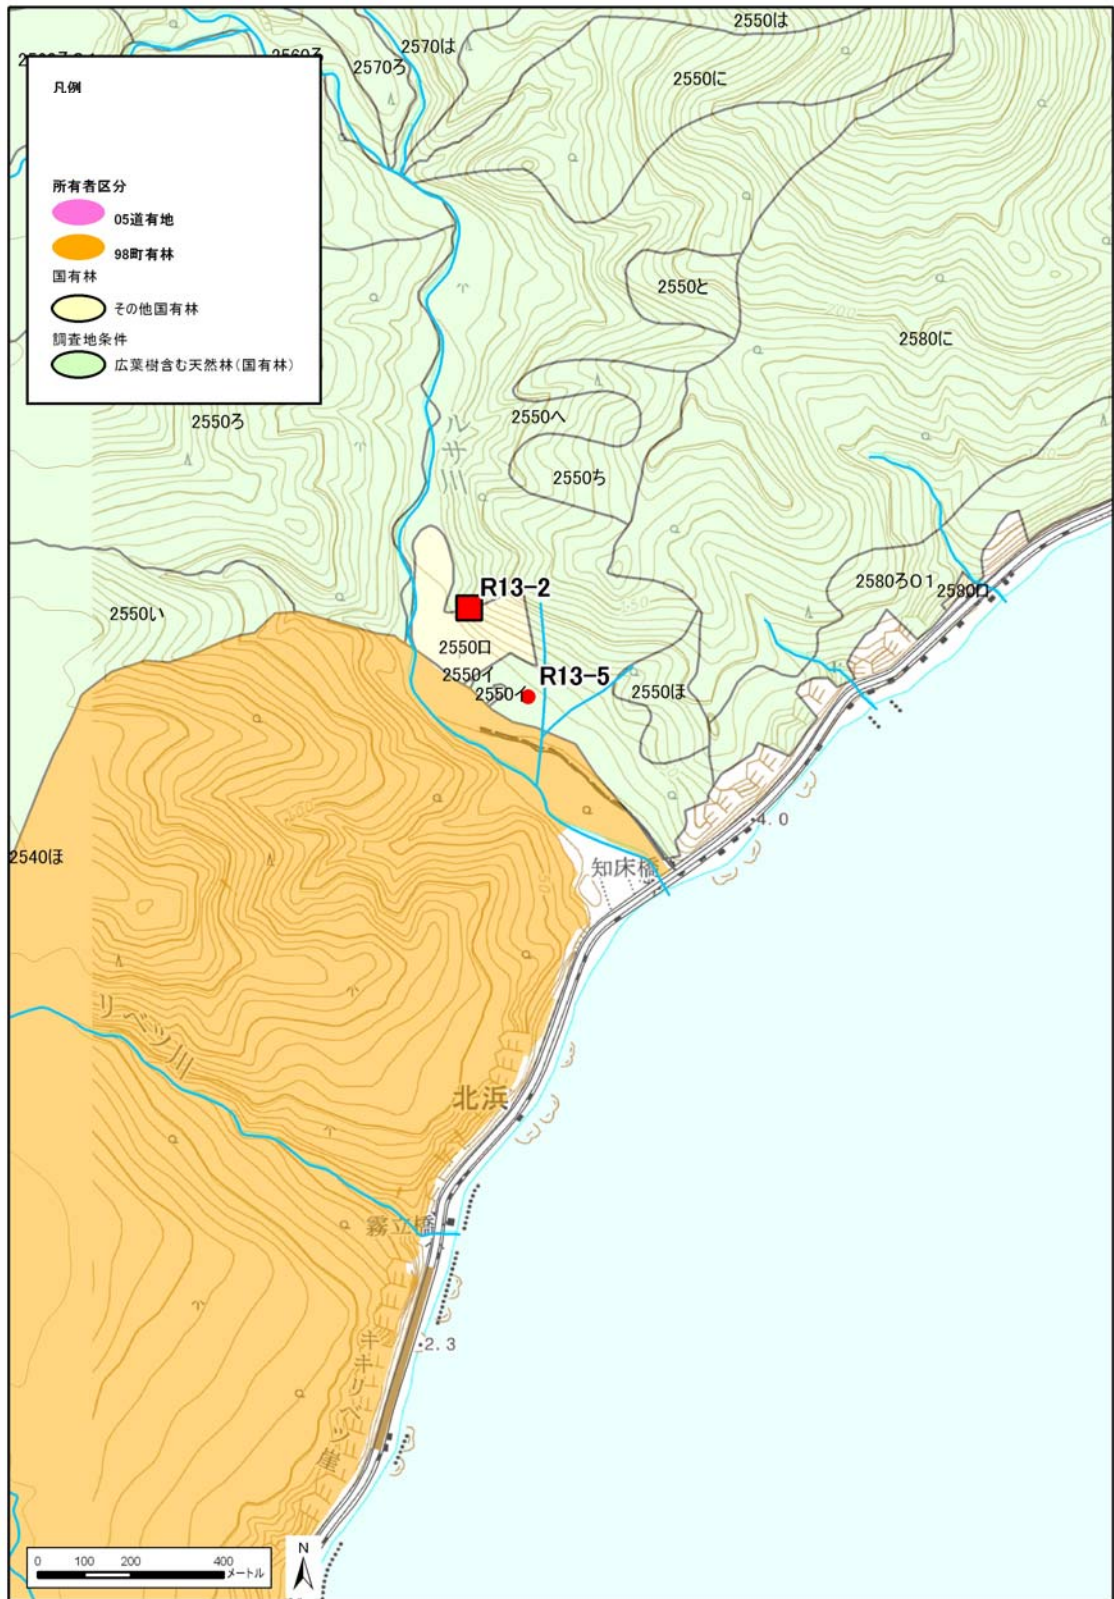 2550は
2570は
2560ろ
2570ろ
2550に
凡例
所有者区分
05道有地
98町有林
国有林
その他国有林
調査地条件
広葉樹含む天然林(国有林)
2550と
2580に
2550ろ
2550へ
ルサ川
2550ち
R13-2
2580ろ01
2580ロ
2550い
2550ロ
2550イ
R13-5
2550イ
2550ほ
4.0
2540ほ
知床橋
リベツ川
北浜
霧立橋
2.3
キキリベツ崖
N
0 100 200 400
メートル